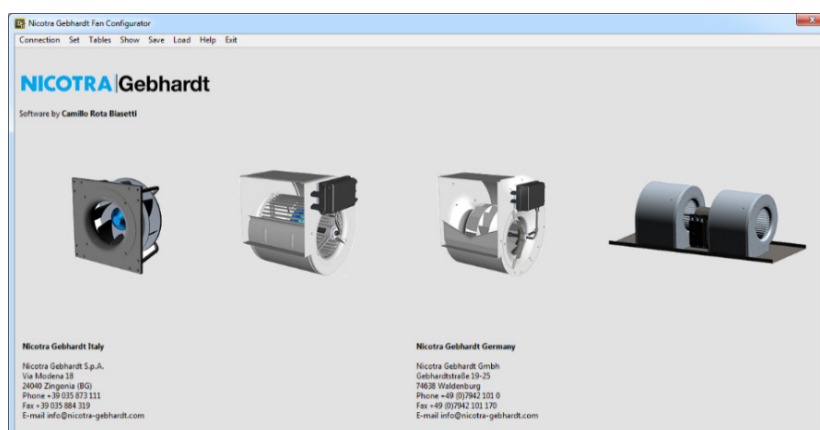 Nicotra Gebhardt Fan Configurator
Connection Set Tables Show Save Load Help Exit
NICOTRA|Gebhardt
Software by Camillo Rota Biasetti
Nicotra Gebhardt Italy
Nicotra Gebhardt S.p.A.
Via Modena 18
24040 Zingonia (BG)
Phone +39 035 873 111
Fax +39 035 884 319
E-mail info@nicotra-gebhardt.com
Nicotra Gebhardt Germany
Nicotra Gebhardt Gmbh
Gebhardtstraße 19-25
74638 Waldenburg
Phone +49 (0)7942 101 0
Fax +49 (0)7942 101 170
E-mail info@nicotra-gebhardt.com